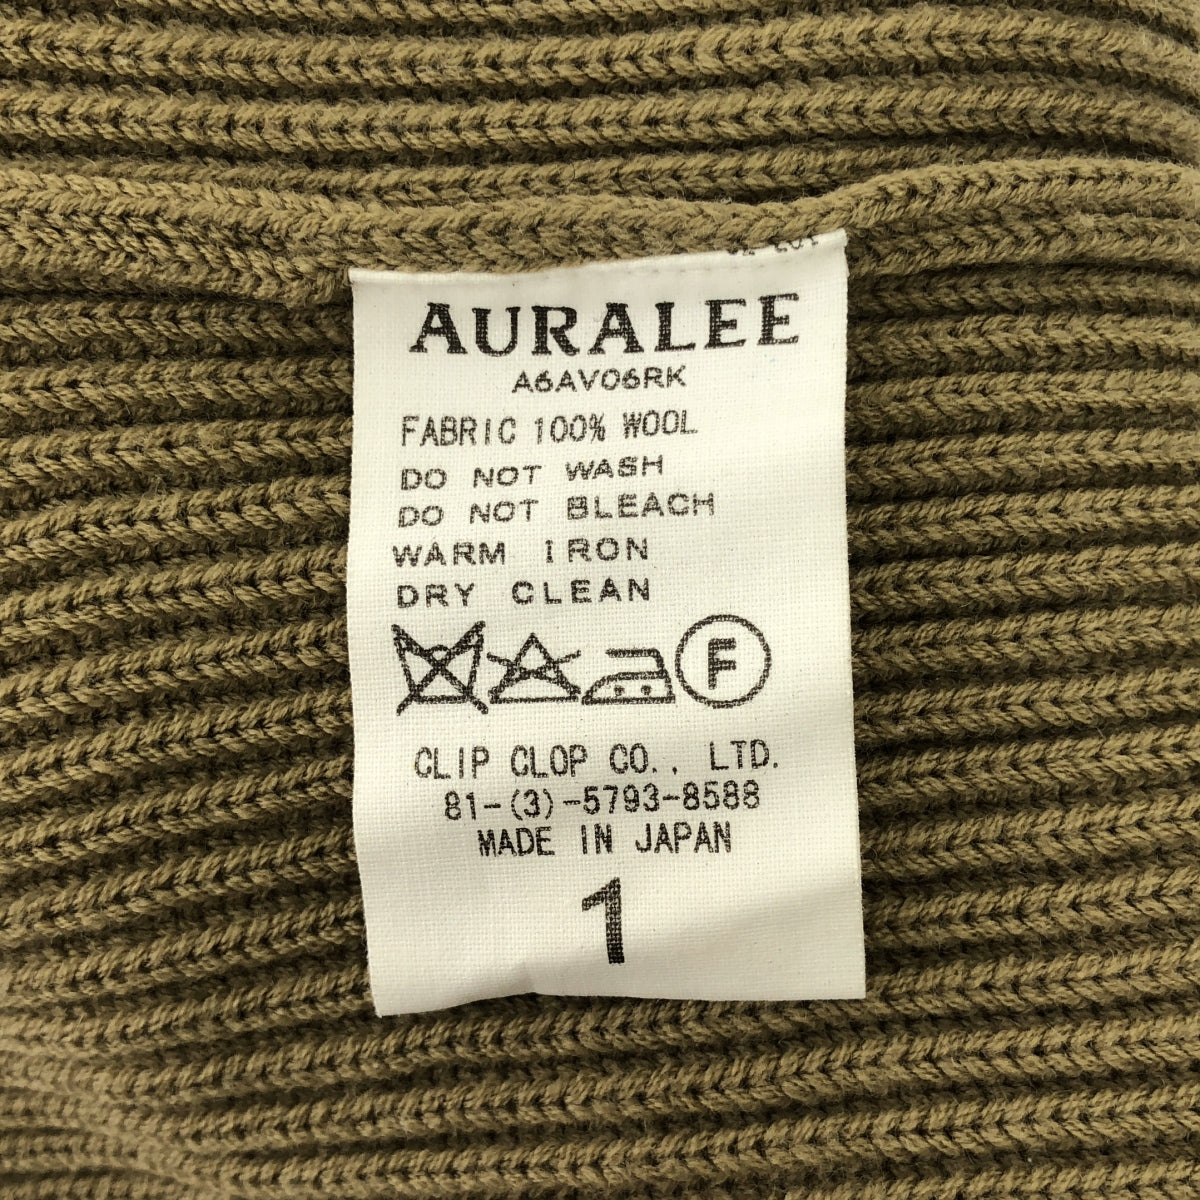 AURALEE
A6AV06RK
FABRIC 100% WOOL
DO NOT WASH
DO NOT BLEACH
WARM IRON
DRY CLEAN
F
CLIP CLOP CO., LTD.
81-(3)-5793-8588
MADE IN JAPAN
1